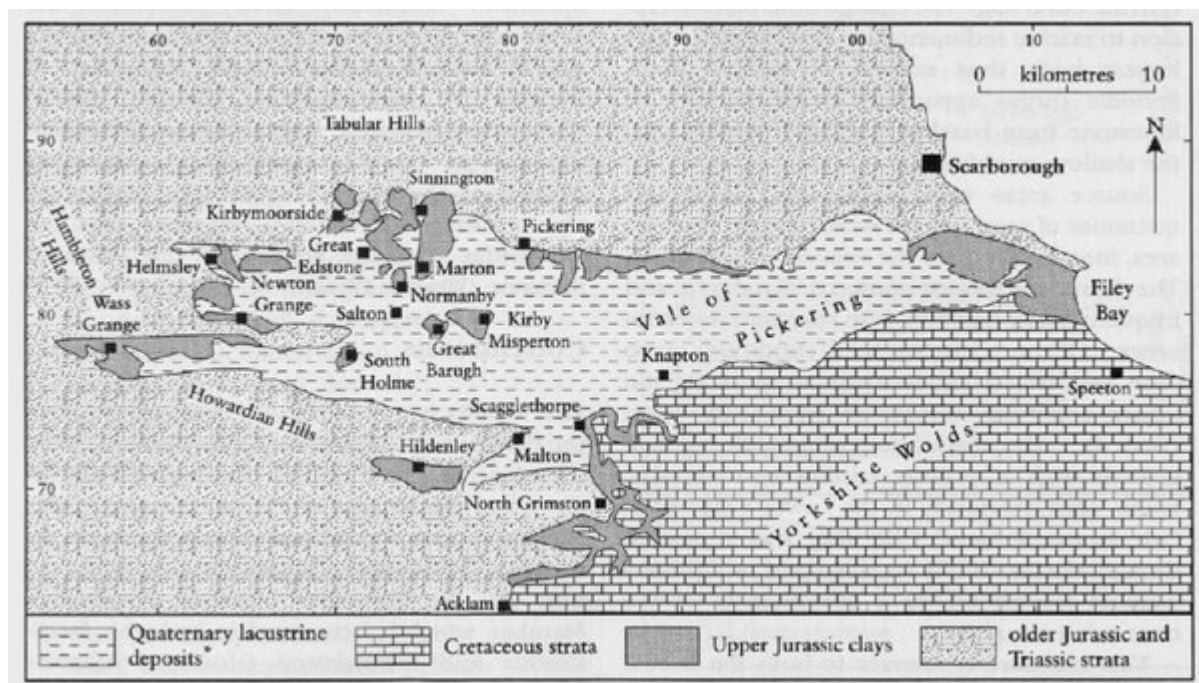 60 70 80 90 00 10
0 kilometres 10
Tabular Hills
90
N
Scarborough
Sinnington
Kirbymoorside
Hambleton
Hills
Great
Edstone
Pickering
Helmsley
Marton
Newton
Grange
Normanby
Wass
Grange
80
Salton
Kirby
Misperton
Great
Barugh
Vale of
Pickering
Filey
Bay
South
Holme
Knapton
Speeton
Howardian Hills
Scagglethorpe
Hildenley
Malton
70
North Grimston
Yorkshire Wolds
Acklam
Quaternary lacustrine
deposits*
Cretaceous strata
Upper Jurassic clays
older Jurassic and
Triassic strata